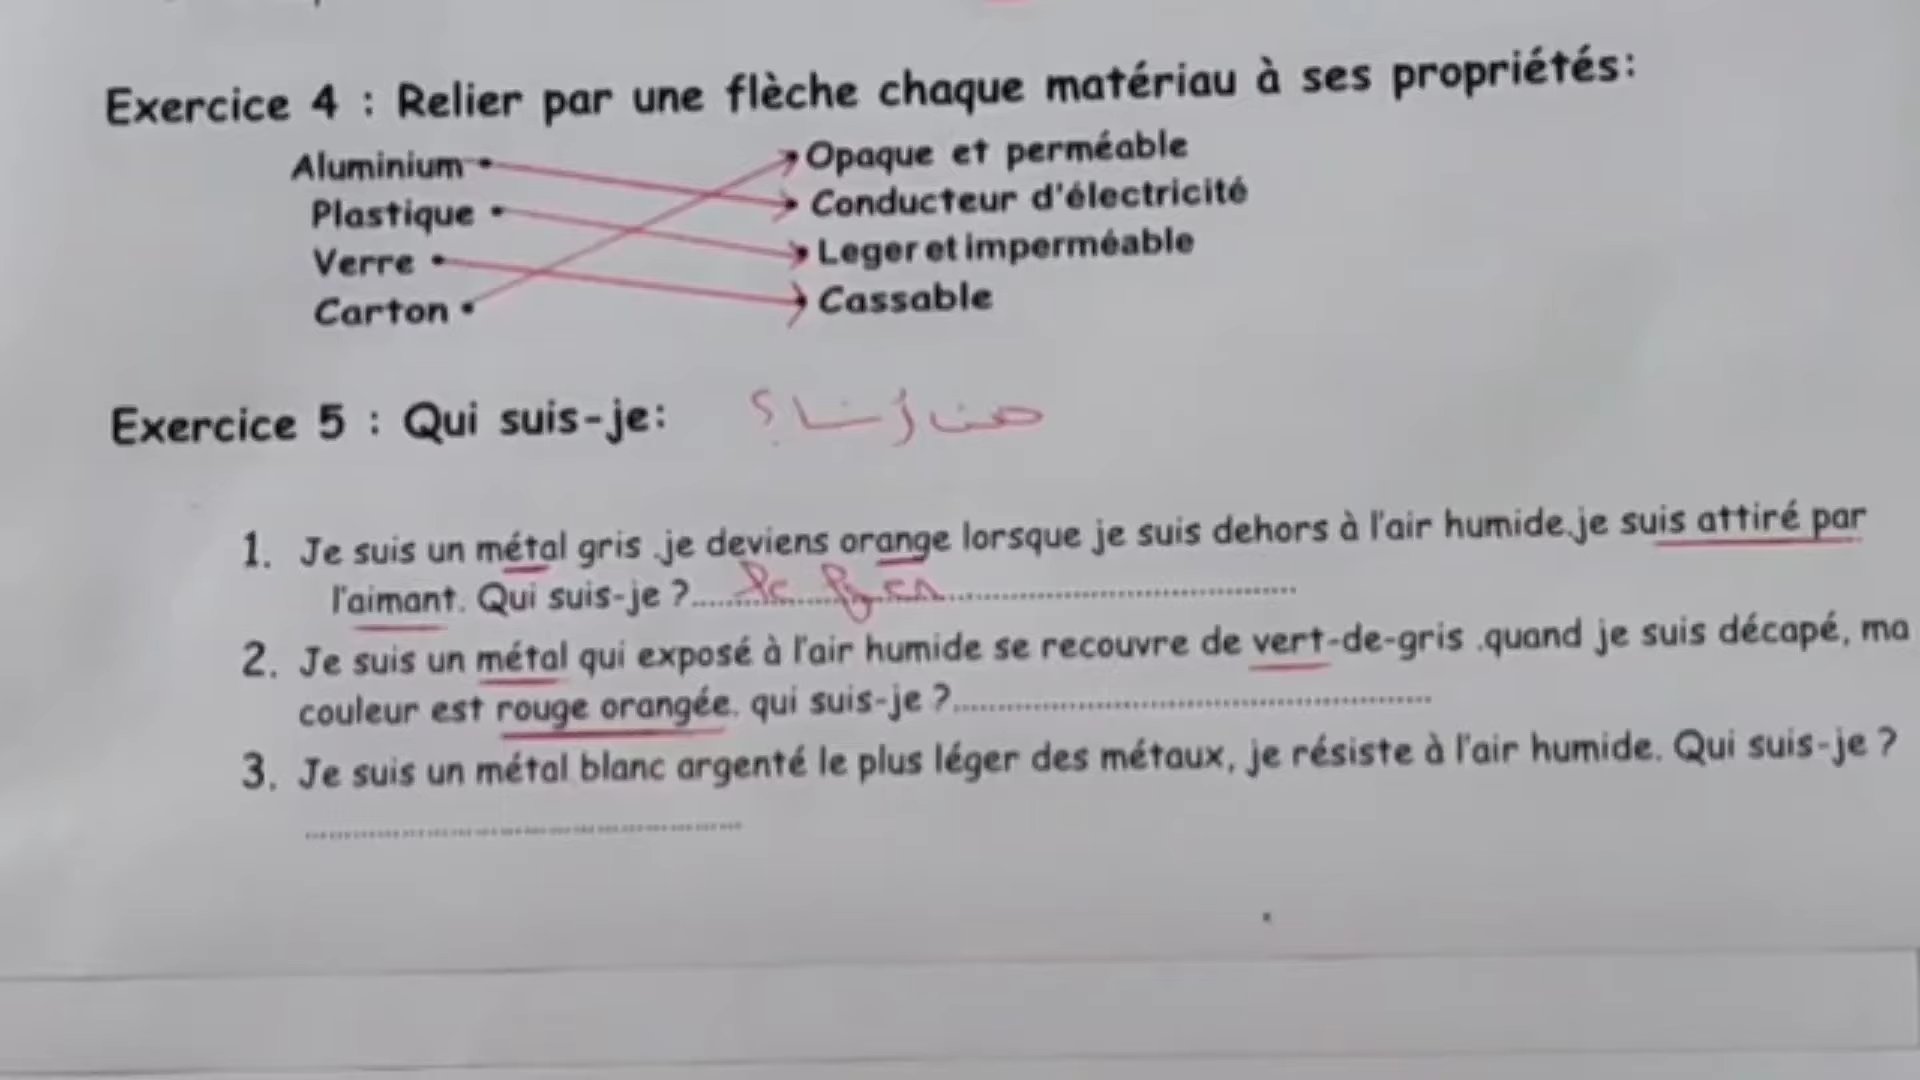 Exercice 4 : Relier par une flèche chaque matériau à ses propriétés:
Aluminium
Opaque et perméable
Plastique
Conducteur d'électricité
Verre
Leger et imperméable
Carton
Cassable
Exercice 5 : Qui suis-je:
من أنا؟
1. Je suis un métal gris .je deviens orange lorsque je suis dehors à l'air humide.je suis attiré par
l'aimant. Qui suis-je ?..... le fer .....
2. Je suis un métal qui exposé à l'air humide se recouvre de vert-de-gris .quand je suis décapé, ma
couleur est rouge orangée. qui suis-je ?..........
3. Je suis un métal blanc argenté le plus léger des métaux, je résiste à l'air humide. Qui suis-je ?
..........